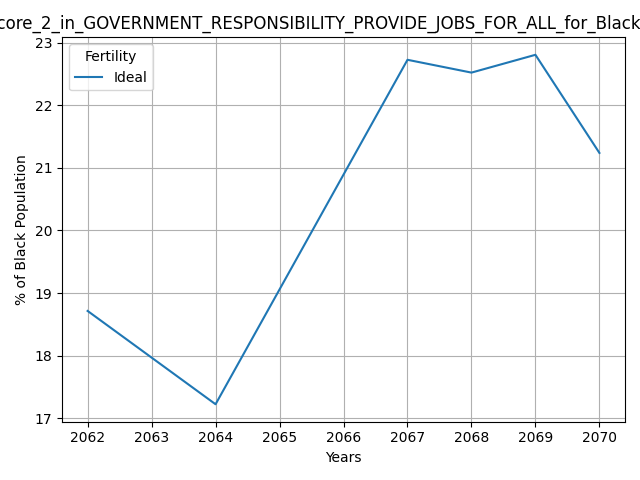 core_2_in_GOVERNMENT_RESPONSIBILITY_PROVIDE_JOBS_FOR_ALL_for_Black
23
Fertility
Ideal
22
21
20
19
18
17
% of Black Population
2062 2063 2064 2065 2066 2067 2068 2069 2070
Years